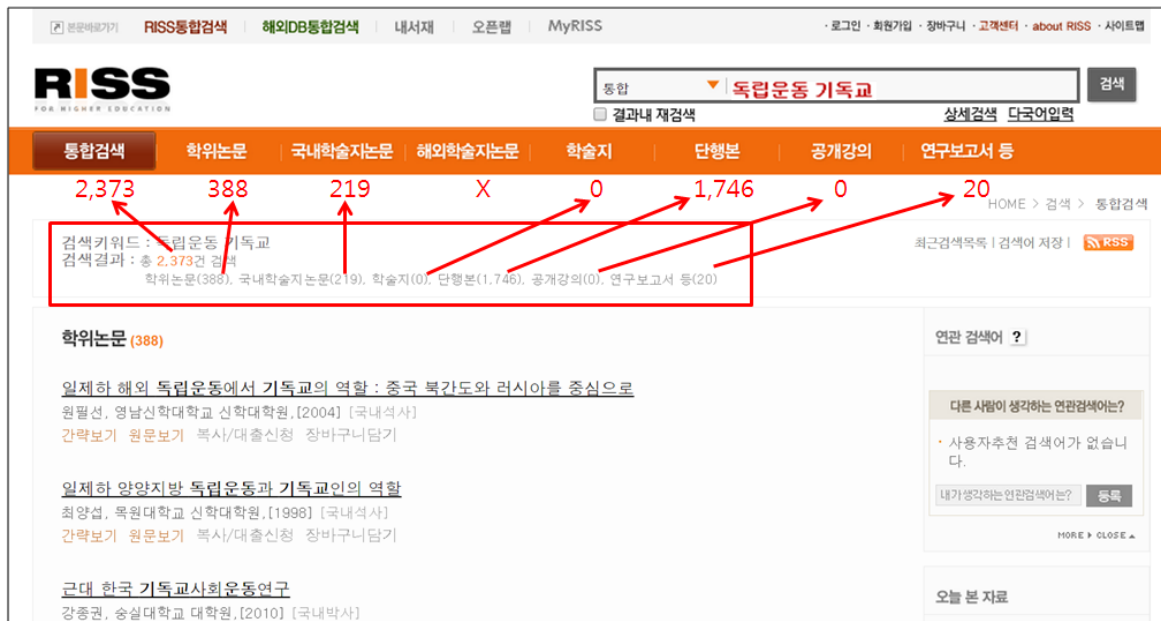 본문바로가기 RISS통합검색 해외DB통합검색 내서재 오픈랩 MyRISS · 로그인 · 회원가입 · 장바구니 · 고객센터 · about RISS · 사이트맵
RISS
FOR HIGHER EDUCATION
통합 독립운동 기독교 검색
결과내 재검색 상세검색 다국어입력
통합검색 학위논문 국내학술지논문 해외학술지논문 학술지 단행본 공개강의 연구보고서 등
2,373 388 219 X 0 1,746 0 20
HOME > 검색 > 통합검색
검색키워드 : 독립운동 기독교 최근검색목록 | 검색어 저장 | RSS
검색결과 : 총 2,373건 검색
학위논문(388), 국내학술지논문(219), 학술지(0), 단행본(1,746), 공개강의(0), 연구보고서 등(20)
학위논문 (388)
일제하 해외 독립운동에서 기독교의 역할 : 중국 북간도와 러시아를 중심으로
원필선, 영남신학대학교 신학대학원,[2004] [국내석사]
간략보기 원문보기 복사/대출신청 장바구니담기
일제하 양양지방 독립운동과 기독교인의 역할
최양섭, 목원대학교 신학대학원,[1998] [국내석사]
간략보기 원문보기 복사/대출신청 장바구니담기
근대 한국 기독교사회운동연구
강종권, 숭실대학교 대학원,[2010] [국내박사]
연관 검색어 ?
다른 사람이 생각하는 연관검색어는?
· 사용자추천 검색어가 없습니
다.
내가생각하는연관검색어는? 등록
MORE CLOSE
오늘 본 자료